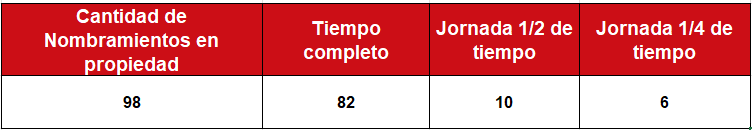 Cantidad de
Nombramientos en
propiedad
Tiempo
completo
Jornada 1/2 de
tiempo
Jornada 1/4 de
tiempo
98
82
10
6